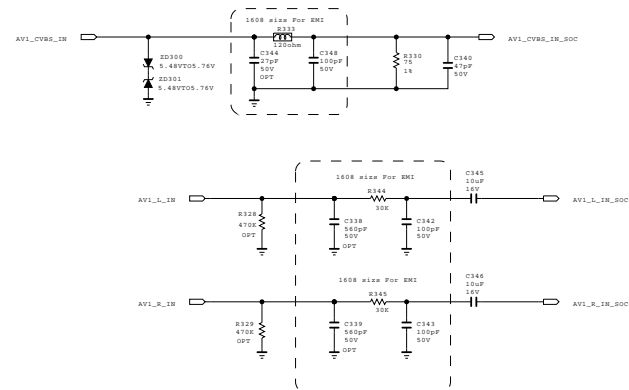 1608 sizs For EMI
R333
AV1_CVBS_IN
AV1_CVBS_IN_SOC
120ohm
ZD300
5.48VTO5.76V
ZD301
5.48VTO5.76V
C344
27pF
50V
OPT
C348
100pF
50V
R330
75
1%
C340
47pF
50V
1608 sizs For EMI
C345
10uF
16V
R344
AV1_L_IN
AV1_L_IN_SOC
30K
R328
470K
OPT
C338
560pF
50V
OPT
C342
100pF
50V
1608 sizs For EMI
C346
10uF
16V
R345
AV1_R_IN
AV1_R_IN_SOC
30K
R329
470K
OPT
C339
560pF
50V
OPT
C343
100pF
50V